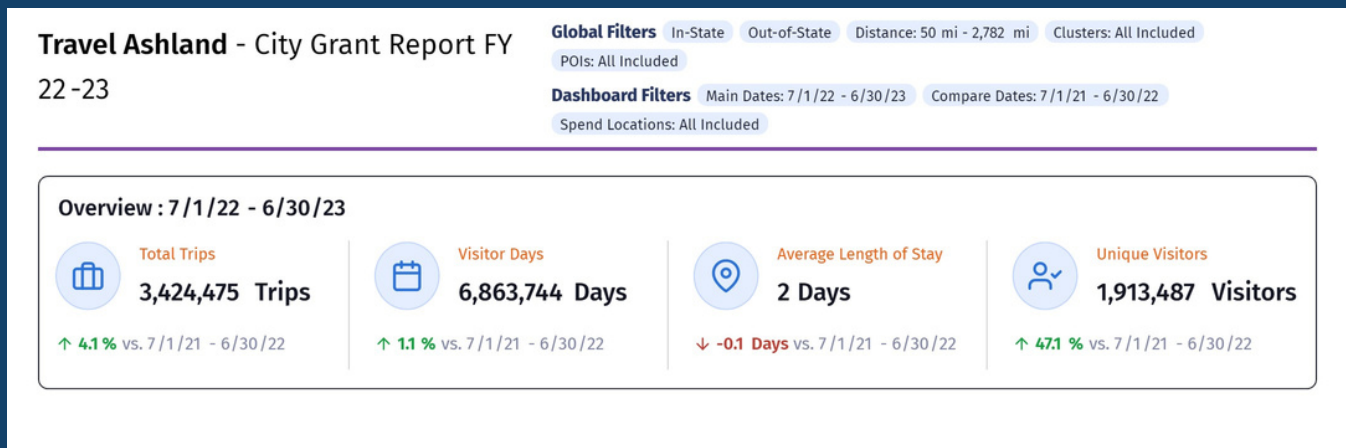 Travel Ashland - City Grant Report FY
22-23
Global Filters In-State Out-of-State Distance: 50 mi - 2,782 mi Clusters: All Included
POIs: All Included
Dashboard Filters Main Dates: 7/1/22 - 6/30/23 Compare Dates: 7/1/21 - 6/30/22
Spend Locations: All Included
Overview : 7/1/22 - 6/30/23
Total Trips
3,424,475 Trips
↑ 4.1 % vs. 7/1/21 - 6/30/22
Visitor Days
6,863,744 Days
↑ 1.1 % vs. 7/1/21 - 6/30/22
Average Length of Stay
2 Days
↓ -0.1 Days vs. 7/1/21 - 6/30/22
Unique Visitors
1,913,487 Visitors
↑ 47.1 % vs. 7/1/21 - 6/30/22